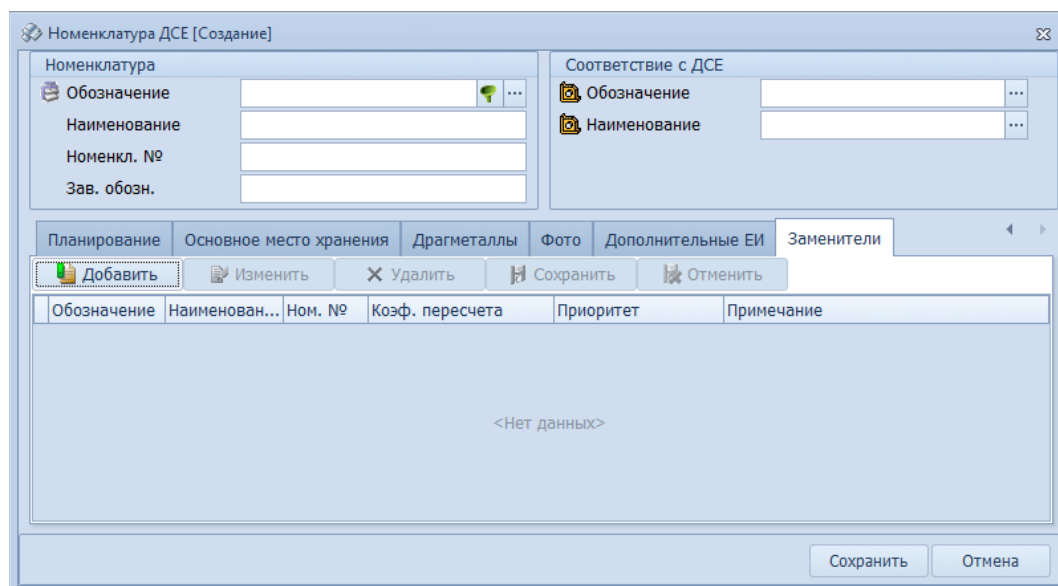 Номенклатура ДСЕ [Создание]
Номенклатура
Обозначение
Наименование
Номенкл. №
Зав. обозн.
Соответствие с ДСЕ
Обозначение
Наименование
Планирование Основное место хранения Драгметаллы Фото Дополнительные ЕИ Заменители
Добавить Изменить Удалить Сохранить Отменить
Обозначение Наименован... Ном. № Коэф. пересчета Приоритет Примечание
<Нет данных>
Сохранить Отмена